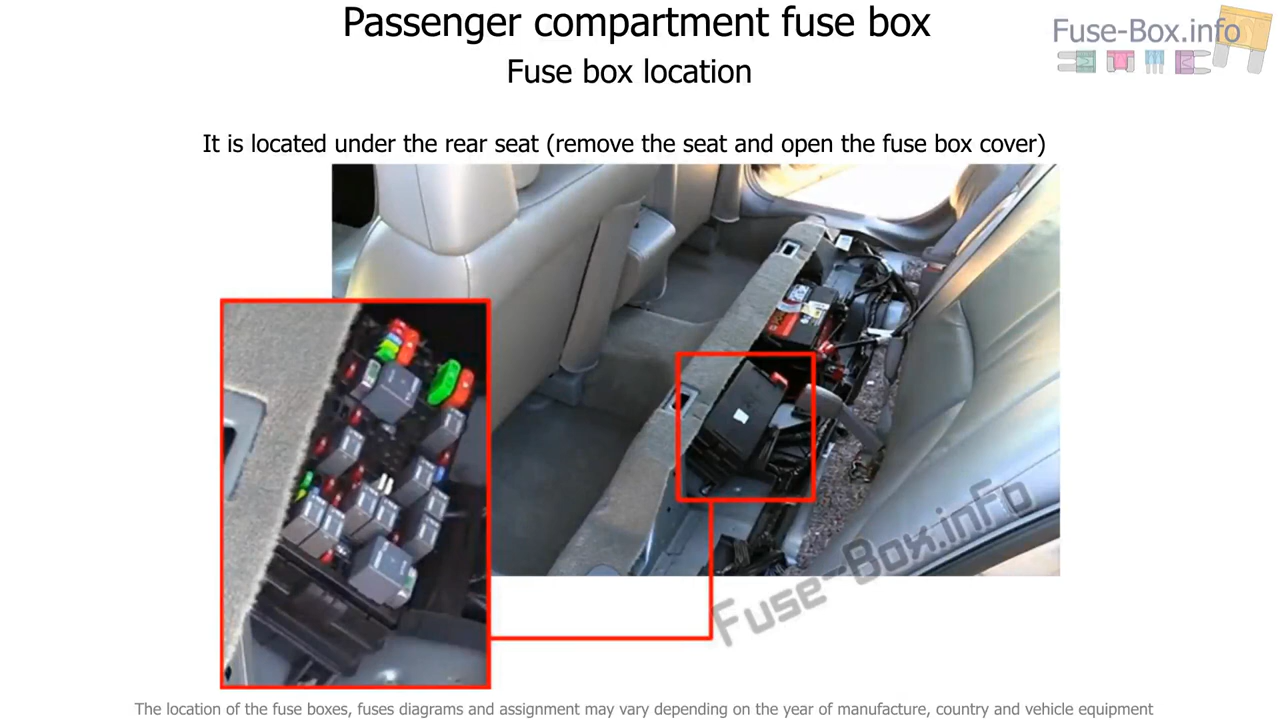 Passenger compartment fuse box
Fuse-Box.info
Fuse box location
It is located under the rear seat (remove the seat and open the fuse box cover)
Fuse-Box.inFo
The location of the fuse boxes, fuses diagrams and assignment may vary depending on the year of manufacture, country and vehicle equipment